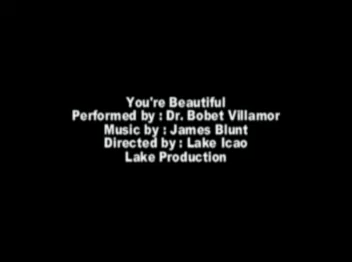 You're Beautiful
Performed by : Dr. Bobet Villamor
Music by : James Blunt
Directed by : Lake Icao
Lake Production